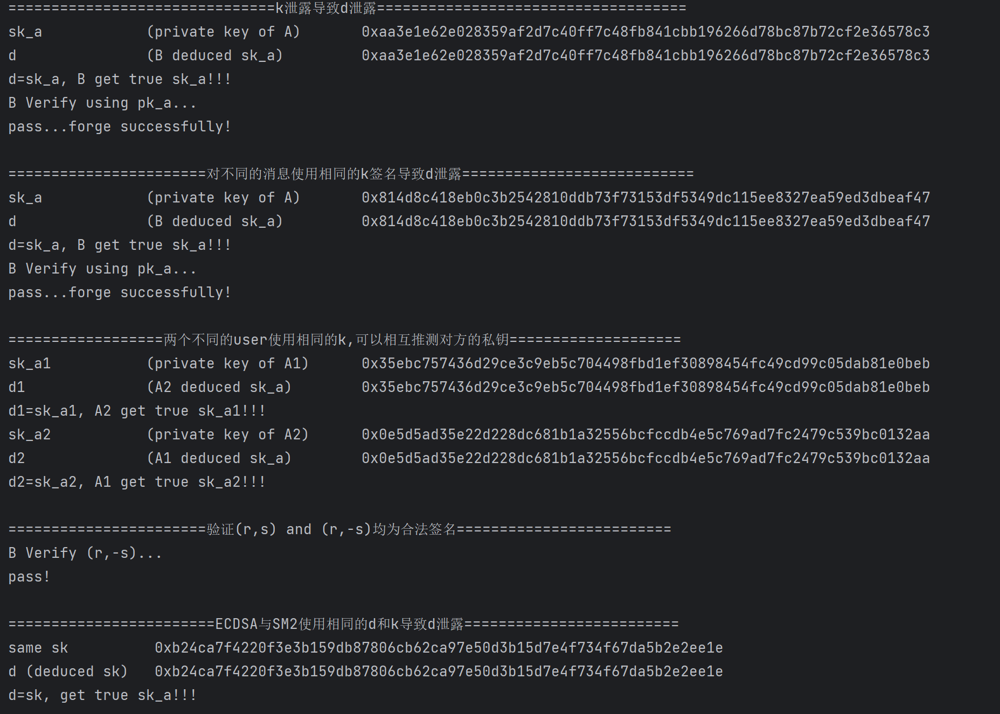 ===============================k泄露导致d泄露====================================
sk_a (private key of A) 0xaa3e1e62e028359af2d7c40ff7c48fb841cbb196266d78bc87b72cf2e36578c3
d (B deduced sk_a) 0xaa3e1e62e028359af2d7c40ff7c48fb841cbb196266d78bc87b72cf2e36578c3
d=sk_a, B get true sk_a!!!
B Verify using pk_a...
pass...forge successfully!
=======================对不同的消息使用相同的k签名导致d泄露===========================
sk_a (private key of A) 0x814d8c418eb0c3b2542810ddb73f73153df5349dc115ee8327ea59ed3dbeaf47
d (B deduced sk_a) 0x814d8c418eb0c3b2542810ddb73f73153df5349dc115ee8327ea59ed3dbeaf47
d=sk_a, B get true sk_a!!!
B Verify using pk_a...
pass...forge successfully!
==================两个不同的user使用相同的k,可以相互推测对方的私钥====================
sk_a1 (private key of A1) 0x35ebc757436d29ce3c9eb5c704498fbd1ef30898454fc49cd99c05dab81e0beb
d1 (A2 deduced sk_a) 0x35ebc757436d29ce3c9eb5c704498fbd1ef30898454fc49cd99c05dab81e0beb
d1=sk_a1, A2 get true sk_a1!!!
sk_a2 (private key of A2) 0x0e5d5ad35e22d228dc681b1a32556bcfccdb4e5c769ad7fc2479c539bc0132aa
d2 (A1 deduced sk_a) 0x0e5d5ad35e22d228dc681b1a32556bcfccdb4e5c769ad7fc2479c539bc0132aa
d2=sk_a2, A1 get true sk_a2!!!
=======================验证(r,s) and (r,-s)均为合法签名=========================
B Verify (r,-s)...
pass!
========================ECDSA与SM2使用相同的d和k导致d泄露=========================
same sk 0xb24ca7f4220f3e3b159db87806cb62ca97e50d3b15d7e4f734f67da5b2e2ee1e
d (deduced sk) 0xb24ca7f4220f3e3b159db87806cb62ca97e50d3b15d7e4f734f67da5b2e2ee1e
d=sk, get true sk_a!!!